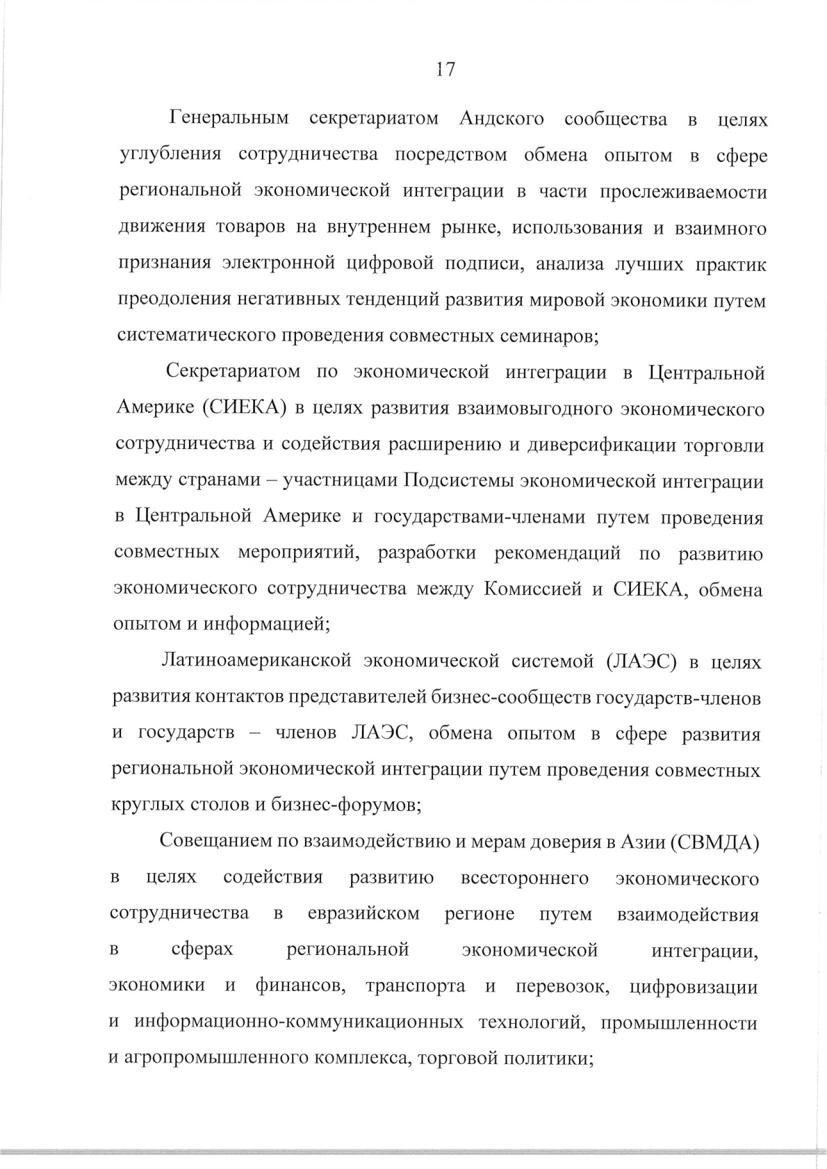 17
Генеральным секретариатом Андского сообщества в целях
углубления сотрудничества посредством обмена опытом в сфере
региональной экономической интеграции в части прослеживаемости
движения товаров на внутреннем рынке, использования и взаимного
признания электронной цифровой подписи, анализа лучших практик
преодоления негативных тенденций развития мировой экономики путем
систематического проведения совместных семинаров;
Секретариатом по экономической интеграции в Центральной
Америке (СИЕКА) в целях развития взаимовыгодного экономического
сотрудничества и содействия расширению и диверсификации торговли
между странами – участницами Подсистемы экономической интеграции
в Центральной Америке и государствами-членами путем проведения
совместных мероприятий, разработки рекомендаций по развитию
экономического сотрудничества между Комиссией и СИЕКА, обмена
опытом и информацией;
Латиноамериканской экономической системой (ЛАЭС) в целях
развития контактов представителей бизнес-сообществ государств-членов
и государств – членов ЛАЭС, обмена опытом в сфере развития
региональной экономической интеграции путем проведения совместных
круглых столов и бизнес-форумов;
Совещанием по взаимодействию и мерам доверия в Азии (СВМДА)
в целях содействия развитию всестороннего экономического
сотрудничества в евразийском регионе путем взаимодействия
в сферах региональной экономической интеграции,
экономики и финансов, транспорта и перевозок, цифровизации
и информационно-коммуникационных технологий, промышленности
и агропромышленного комплекса, торговой политики;